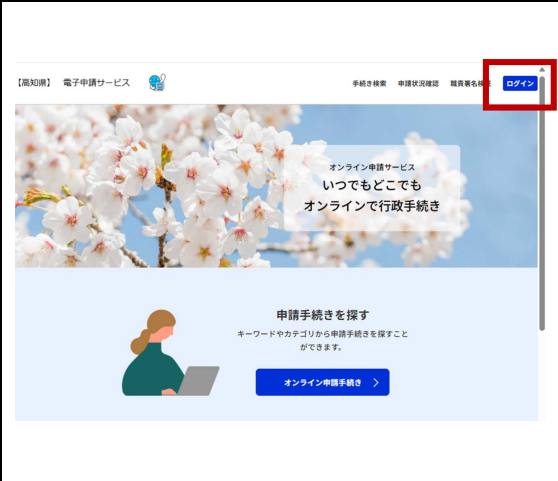 【高知県】 電子申請サービス
手続き検索 申請状況確認 職責署名検 ログイン
オンライン申請サービス
いつでもどこでも
オンラインで行政手続き
申請手続きを探す
キーワードやカテゴリから申請手続きを探すこと
ができます。
オンライン申請手続き